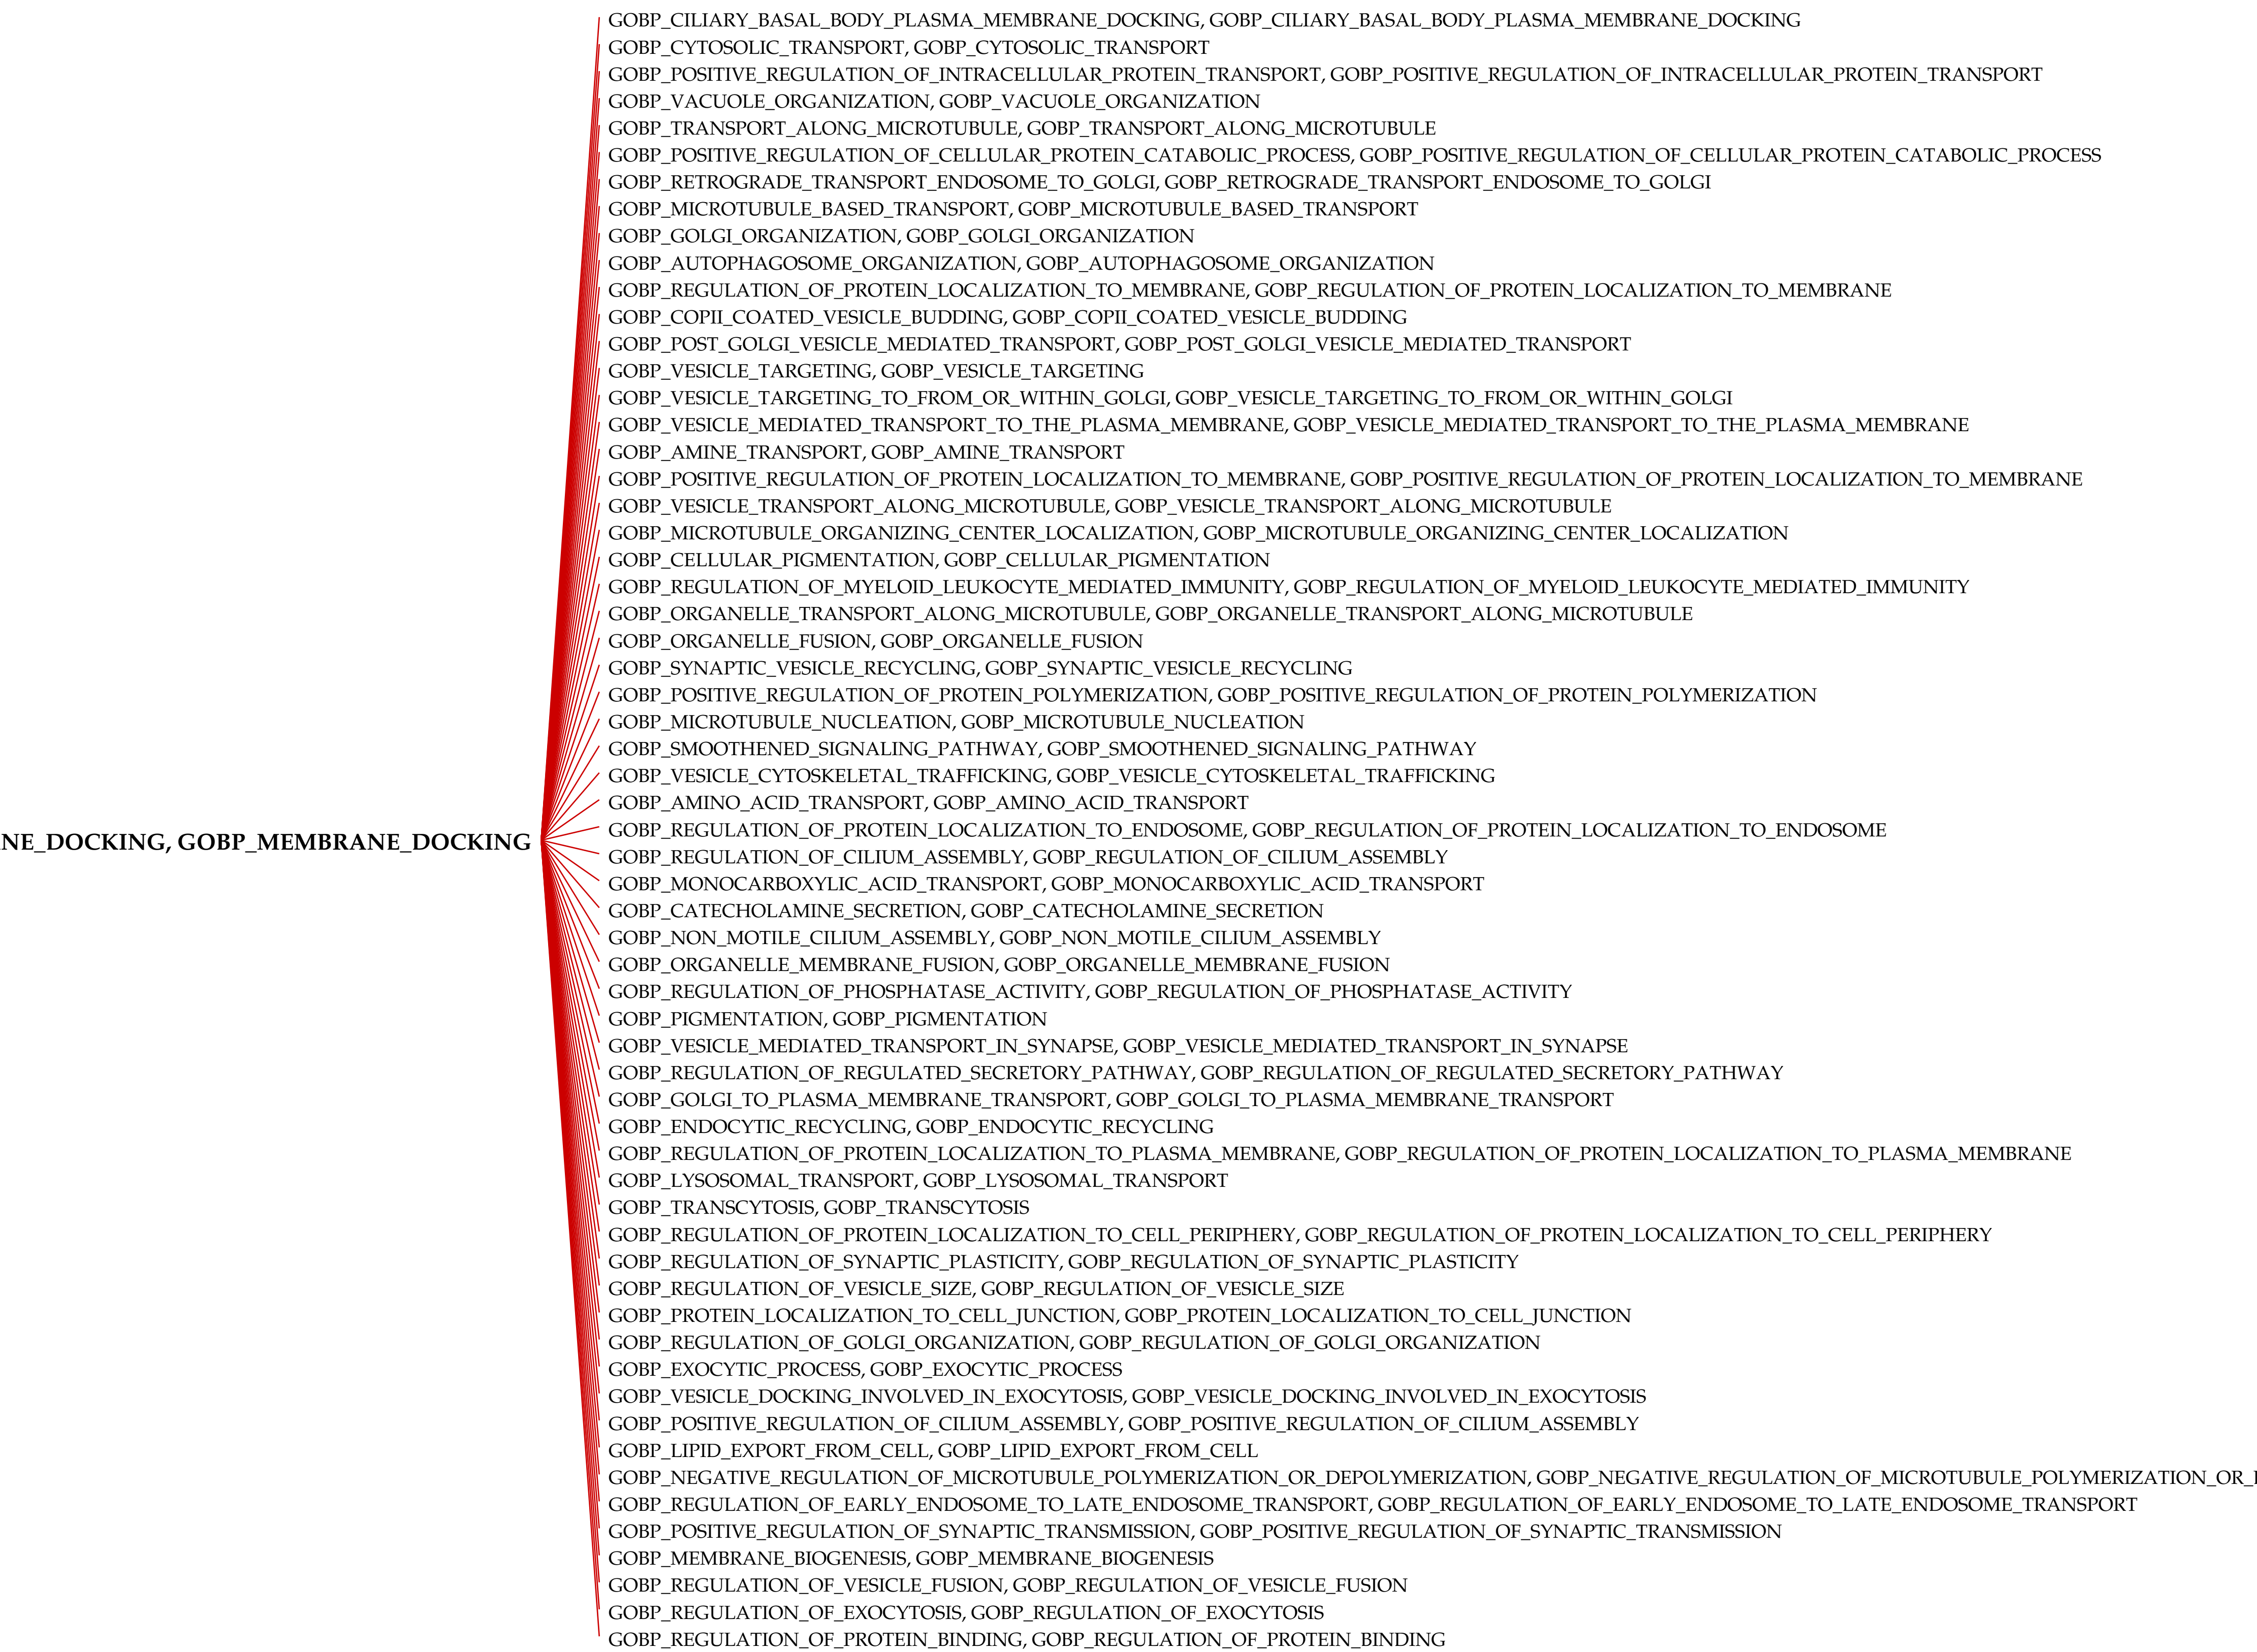 GOBP_CILIARY_BASAL_BODY_PLASMA_MEMBRANE_DOCKING, GOBP_CILIARY_BASAL_BODY_PLASMA_MEMBRANE_DOCKING
GOBP_CYTOSOLIC_TRANSPORT, GOBP_CYTOSOLIC_TRANSPORT
GOBP_POSITIVE_REGULATION_OF_INTRACELLULAR_PROTEIN_TRANSPORT, GOBP_POSITIVE_REGULATION_OF_INTRACELLULAR_PROTEIN_TRANSPORT
GOBP_VACUOLE_ORGANIZATION, GOBP_VACUOLE_ORGANIZATION
GOBP_TRANSPORT_ALONG_MICROTUBULE, GOBP_TRANSPORT_ALONG_MICROTUBULE
GOBP_POSITIVE_REGULATION_OF_CELLULAR_PROTEIN_CATABOLIC_PROCESS, GOBP_POSITIVE_REGULATION_OF_CELLULAR_PROTEIN_CATABOLIC_PROCESS
GOBP_RETROGRADE_TRANSPORT_ENDOSOME_TO_GOLGI, GOBP_RETROGRADE_TRANSPORT_ENDOSOME_TO_GOLGI
GOBP_MICROTUBULE_BASED_TRANSPORT, GOBP_MICROTUBULE_BASED_TRANSPORT
GOBP_GOLGI_ORGANIZATION, GOBP_GOLGI_ORGANIZATION
GOBP_AUTOPHAGOSOME_ORGANIZATION, GOBP_AUTOPHAGOSOME_ORGANIZATION
GOBP_REGULATION_OF_PROTEIN_LOCALIZATION_TO_MEMBRANE, GOBP_REGULATION_OF_PROTEIN_LOCALIZATION_TO_MEMBRANE
GOBP_COPII_COATED_VESICLE_BUDDING, GOBP_COPII_COATED_VESICLE_BUDDING
GOBP_POST_GOLGI_VESICLE_MEDIATED_TRANSPORT, GOBP_POST_GOLGI_VESICLE_MEDIATED_TRANSPORT
GOBP_VESICLE_TARGETING, GOBP_VESICLE_TARGETING
GOBP_VESICLE_TARGETING_TO_FROM_OR_WITHIN_GOLGI, GOBP_VESICLE_TARGETING_TO_FROM_OR_WITHIN_GOLGI
GOBP_VESICLE_MEDIATED_TRANSPORT_TO_THE_PLASMA_MEMBRANE, GOBP_VESICLE_MEDIATED_TRANSPORT_TO_THE_PLASMA_MEMBRANE
GOBP_AMINE_TRANSPORT, GOBP_AMINE_TRANSPORT
GOBP_POSITIVE_REGULATION_OF_PROTEIN_LOCALIZATION_TO_MEMBRANE, GOBP_POSITIVE_REGULATION_OF_PROTEIN_LOCALIZATION_TO_MEMBRANE
GOBP_VESICLE_TRANSPORT_ALONG_MICROTUBULE, GOBP_VESICLE_TRANSPORT_ALONG_MICROTUBULE
GOBP_MICROTUBULE_ORGANIZING_CENTER_LOCALIZATION, GOBP_MICROTUBULE_ORGANIZING_CENTER_LOCALIZATION
GOBP_CELLULAR_PIGMENTATION, GOBP_CELLULAR_PIGMENTATION
GOBP_REGULATION_OF_MYELOID_LEUKOCYTE_MEDIATED_IMMUNITY, GOBP_REGULATION_OF_MYELOID_LEUKOCYTE_MEDIATED_IMMUNITY
GOBP_ORGANELLE_TRANSPORT_ALONG_MICROTUBULE, GOBP_ORGANELLE_TRANSPORT_ALONG_MICROTUBULE
GOBP_ORGANELLE_FUSION, GOBP_ORGANELLE_FUSION
GOBP_SYNAPTIC_VESICLE_RECYCLING, GOBP_SYNAPTIC_VESICLE_RECYCLING
GOBP_POSITIVE_REGULATION_OF_PROTEIN_POLYMERIZATION, GOBP_POSITIVE_REGULATION_OF_PROTEIN_POLYMERIZATION
GOBP_MICROTUBULE_NUCLEATION, GOBP_MICROTUBULE_NUCLEATION
GOBP_SMOOTHENED_SIGNALING_PATHWAY, GOBP_SMOOTHENED_SIGNALING_PATHWAY
GOBP_VESICLE_CYTOSKELETAL_TRAFFICKING, GOBP_VESICLE_CYTOSKELETAL_TRAFFICKING
GOBP_AMINO_ACID_TRANSPORT, GOBP_AMINO_ACID_TRANSPORT
GOBP_REGULATION_OF_PROTEIN_LOCALIZATION_TO_ENDOSOME, GOBP_REGULATION_OF_PROTEIN_LOCALIZATION_TO_ENDOSOME
NE_DOCKING, GOBP_MEMBRANE_DOCKING
GOBP_REGULATION_OF_CILIUM_ASSEMBLY, GOBP_REGULATION_OF_CILIUM_ASSEMBLY
GOBP_MONOCARBOXYLIC_ACID_TRANSPORT, GOBP_MONOCARBOXYLIC_ACID_TRANSPORT
GOBP_CATECHOLAMINE_SECRETION, GOBP_CATECHOLAMINE_SECRETION
GOBP_NON_MOTILE_CILIUM_ASSEMBLY, GOBP_NON_MOTILE_CILIUM_ASSEMBLY
GOBP_ORGANELLE_MEMBRANE_FUSION, GOBP_ORGANELLE_MEMBRANE_FUSION
GOBP_REGULATION_OF_PHOSPHATASE_ACTIVITY, GOBP_REGULATION_OF_PHOSPHATASE_ACTIVITY
GOBP_PIGMENTATION, GOBP_PIGMENTATION
GOBP_VESICLE_MEDIATED_TRANSPORT_IN_SYNAPSE, GOBP_VESICLE_MEDIATED_TRANSPORT_IN_SYNAPSE
GOBP_REGULATION_OF_REGULATED_SECRETORY_PATHWAY, GOBP_REGULATION_OF_REGULATED_SECRETORY_PATHWAY
GOBP_GOLGI_TO_PLASMA_MEMBRANE_TRANSPORT, GOBP_GOLGI_TO_PLASMA_MEMBRANE_TRANSPORT
GOBP_ENDOCYTIC_RECYCLING, GOBP_ENDOCYTIC_RECYCLING
GOBP_REGULATION_OF_PROTEIN_LOCALIZATION_TO_PLASMA_MEMBRANE, GOBP_REGULATION_OF_PROTEIN_LOCALIZATION_TO_PLASMA_MEMBRANE
GOBP_LYSOSOMAL_TRANSPORT, GOBP_LYSOSOMAL_TRANSPORT
GOBP_TRANSCYTOSIS, GOBP_TRANSCYTOSIS
GOBP_REGULATION_OF_PROTEIN_LOCALIZATION_TO_CELL_PERIPHERY, GOBP_REGULATION_OF_PROTEIN_LOCALIZATION_TO_CELL_PERIPHERY
GOBP_REGULATION_OF_SYNAPTIC_PLASTICITY, GOBP_REGULATION_OF_SYNAPTIC_PLASTICITY
GOBP_REGULATION_OF_VESICLE_SIZE, GOBP_REGULATION_OF_VESICLE_SIZE
GOBP_PROTEIN_LOCALIZATION_TO_CELL_JUNCTION, GOBP_PROTEIN_LOCALIZATION_TO_CELL_JUNCTION
GOBP_REGULATION_OF_GOLGI_ORGANIZATION, GOBP_REGULATION_OF_GOLGI_ORGANIZATION
GOBP_EXOCYTIC_PROCESS, GOBP_EXOCYTIC_PROCESS
GOBP_VESICLE_DOCKING_INVOLVED_IN_EXOCYTOSIS, GOBP_VESICLE_DOCKING_INVOLVED_IN_EXOCYTOSIS
GOBP_POSITIVE_REGULATION_OF_CILIUM_ASSEMBLY, GOBP_POSITIVE_REGULATION_OF_CILIUM_ASSEMBLY
GOBP_LIPID_EXPORT_FROM_CELL, GOBP_LIPID_EXPORT_FROM_CELL
GOBP_NEGATIVE_REGULATION_OF_MICROTUBULE_POLYMERIZATION_OR_DEPOLYMERIZATION, GOBP_NEGATIVE_REGULATION_OF_MICROTUBULE_POLYMERIZATION_OR_
GOBP_REGULATION_OF_EARLY_ENDOSOME_TO_LATE_ENDOSOME_TRANSPORT, GOBP_REGULATION_OF_EARLY_ENDOSOME_TO_LATE_ENDOSOME_TRANSPORT
GOBP_POSITIVE_REGULATION_OF_SYNAPTIC_TRANSMISSION, GOBP_POSITIVE_REGULATION_OF_SYNAPTIC_TRANSMISSION
GOBP_MEMBRANE_BIOGENESIS, GOBP_MEMBRANE_BIOGENESIS
GOBP_REGULATION_OF_VESICLE_FUSION, GOBP_REGULATION_OF_VESICLE_FUSION
GOBP_REGULATION_OF_EXOCYTOSIS, GOBP_REGULATION_OF_EXOCYTOSIS
GOBP_REGULATION_OF_PROTEIN_BINDING, GOBP_REGULATION_OF_PROTEIN_BINDING